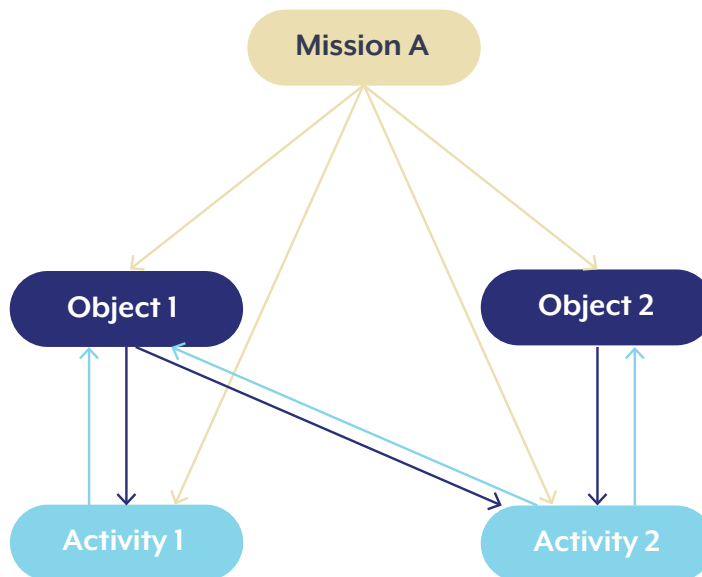 Mission A
Object 1
Object 2
Activity 1
Activity 2